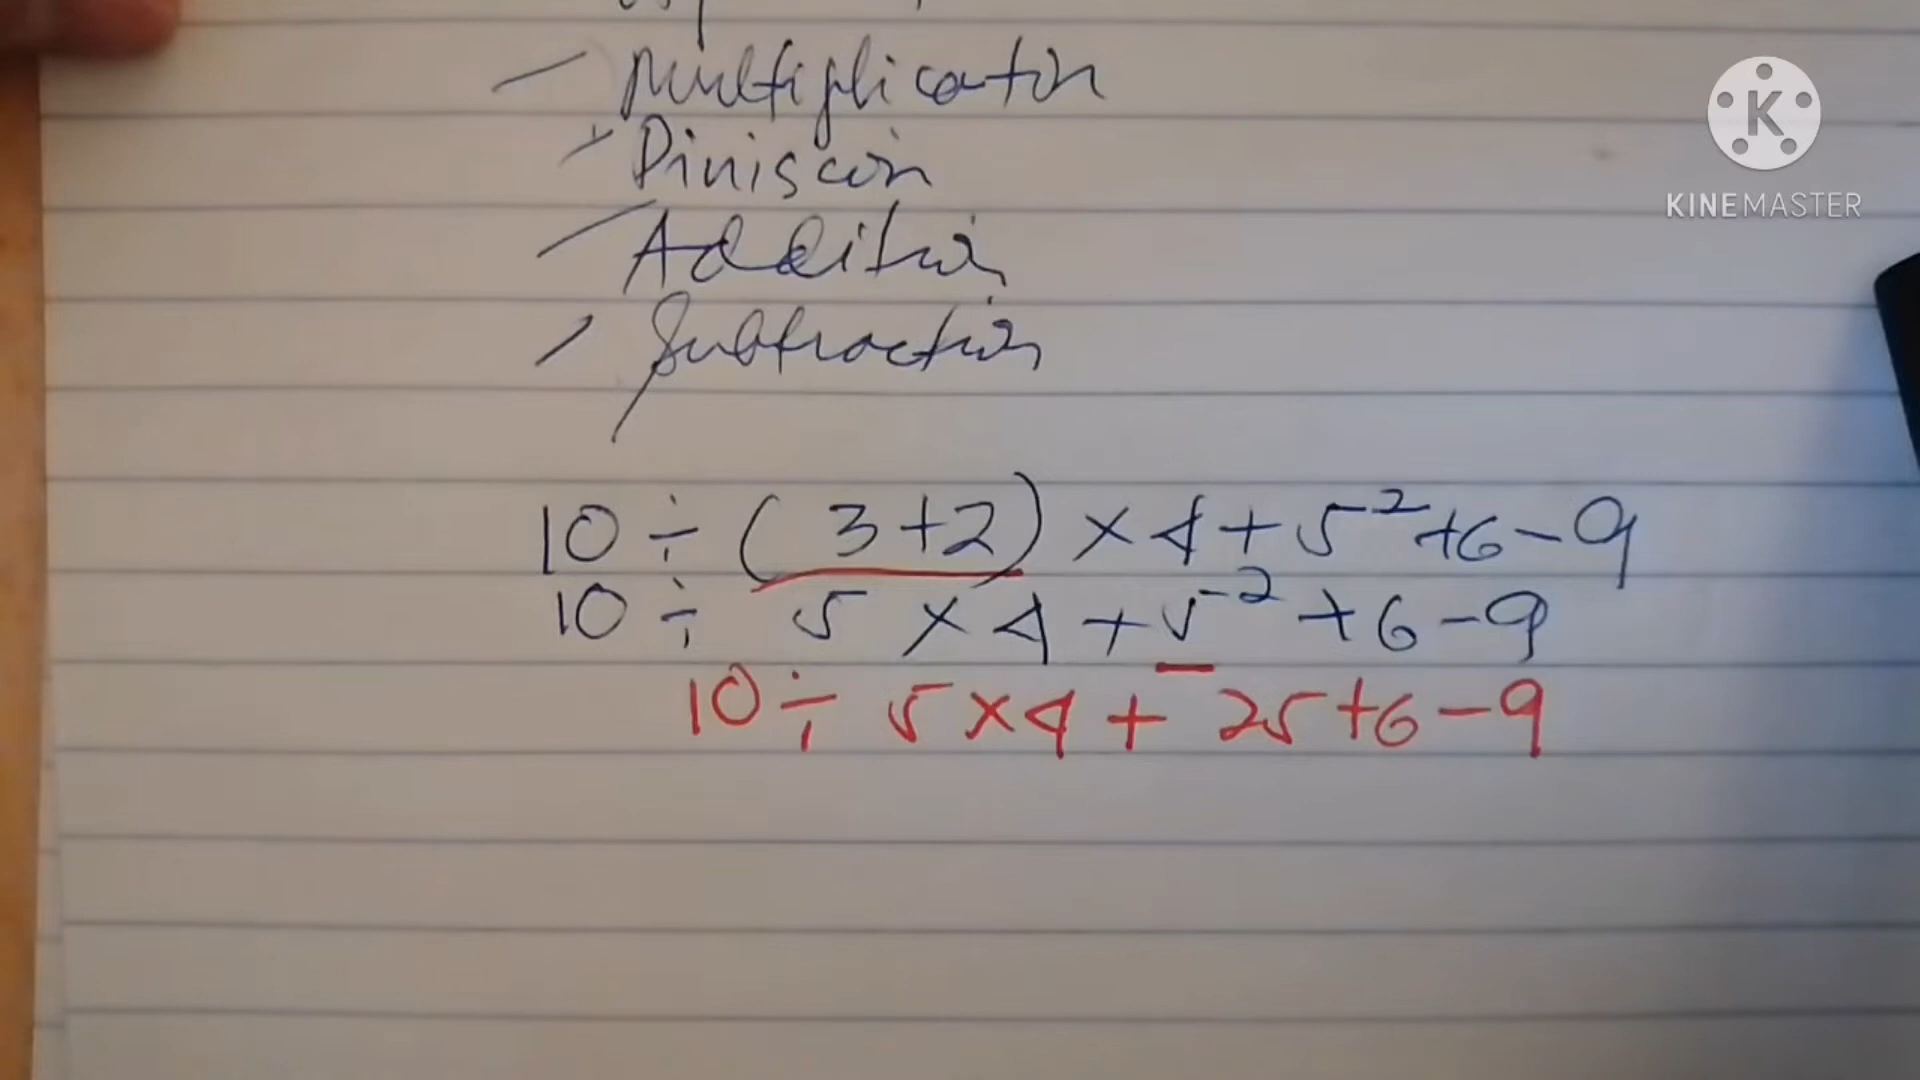 Multiplication
K
Diniscon
KINEMASTER
Addition
Subtraction
10 ÷ (3+2) × 4 + 5² + 6 - 9
10 ÷ 5 × 4 + 5² + 6 - 9
10 ÷ 5 × 4 + 25 + 6 - 9